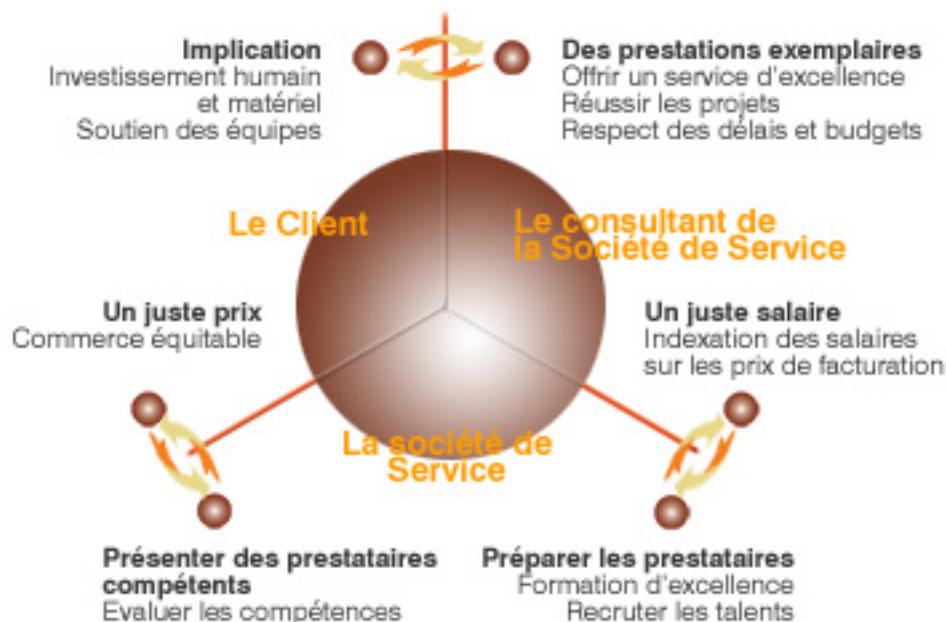 Implication
Investissement humain
et matériel
Soutien des équipes
Des prestations exemplaires
Offrir un service d'excellence
Réussir les projets
Respect des délais et budgets
Le Client
Le consultant de
la Société de Service
Un juste prix
Commerce équitable
Un juste salaire
Indexation des salaires
sur les prix de facturation
La société de
Service
Présenter des prestataires
compétents
Evaluer les compétences
Préparer les prestataires
Formation d'excellence
Recruter les talents